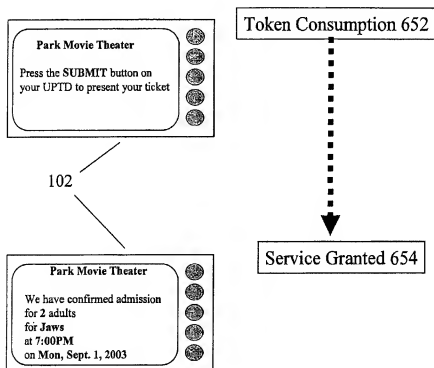 Token Consumption 652
Park Movie Theater
Press the SUBMIT button on
your UPTD to present your ticket
102
Service Granted 654
Park Movie Theater
We have confirmed admission
for 2 adults
for Jaws
at 7:00PM
on Mon, Sept. 1, 2003